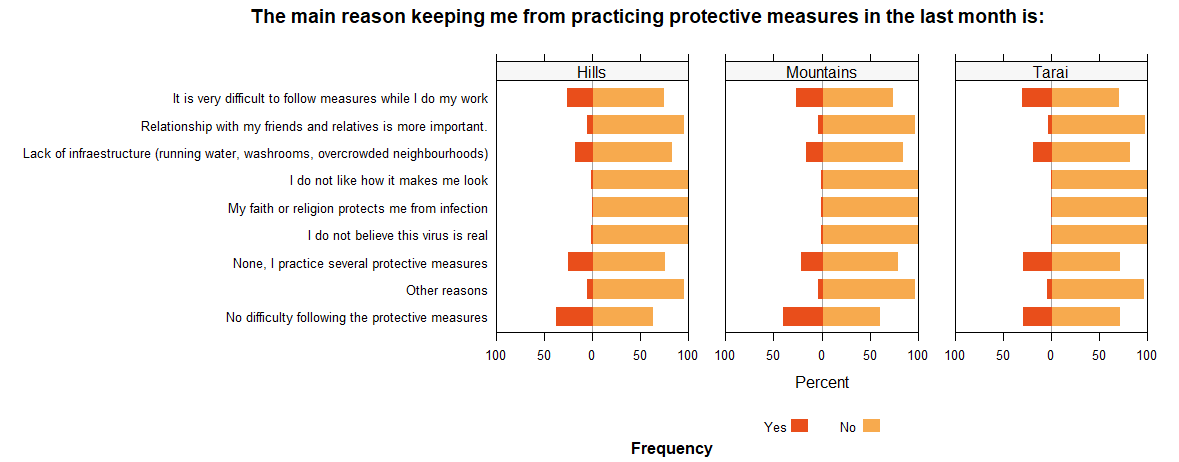 The main reason keeping me from practicing protective measures in the last month is:
Hills Mountains Tarai
It is very difficult to follow measures while I do my work
Relationship with my friends and relatives is more important.
Lack of infraestructure (running water, washrooms, overcrowded neighbourhoods)
I do not like how it makes me look
My faith or religion protects me from infection
I do not believe this virus is real
None, I practice several protective measures
Other reasons
No difficulty following the protective measures
100 50 0 50 100 100 50 0 50 100 100 50 0 50 100
Percent
Yes No
Frequency